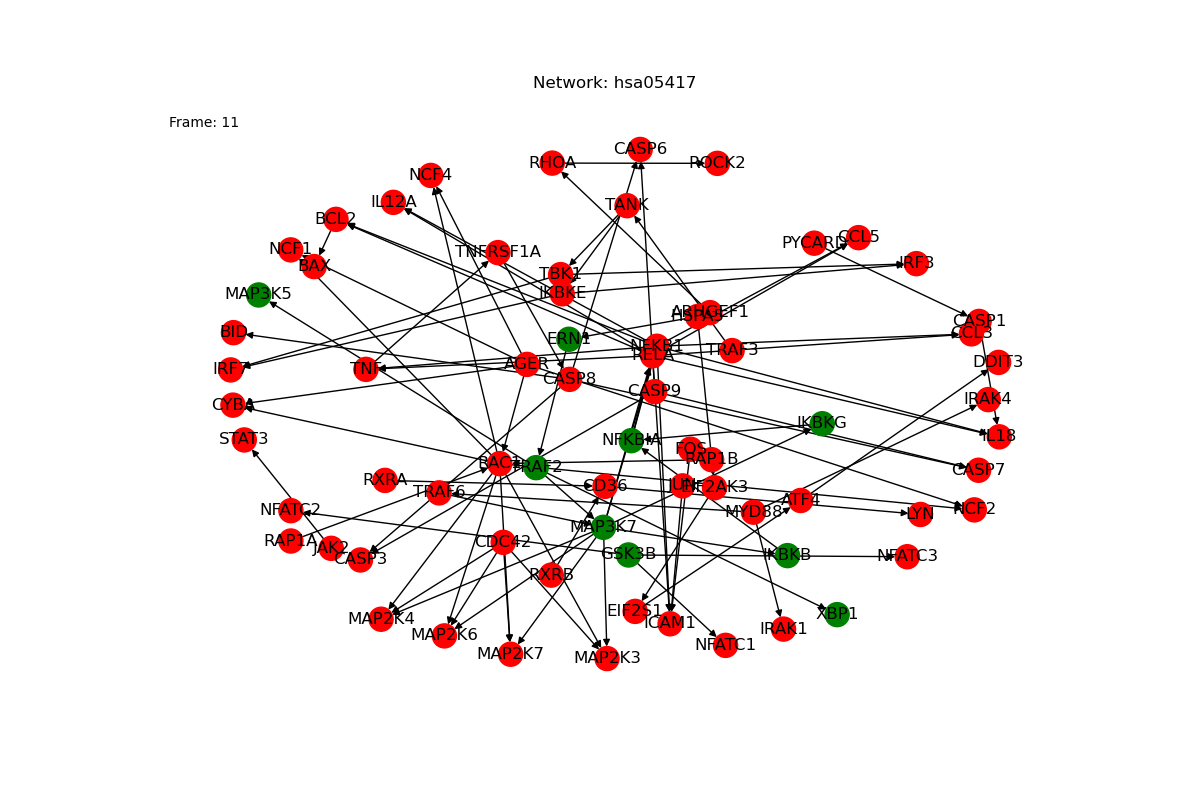 Network: hsa05417
Frame: 11
CASP6
RHOA
ROCK2
NCF4
IL12A
TANK
BCL2
CCL5
PYCARD
NCF1
TNFRSF1A
BAX
IRF3
TBK1
IKBKE
MAP3K5
ARHGEF1
HSPA5
CASP1
BID
CCL3
ERN1
NFKB1
TRAF3
RELA
DDIT3
AGER
IRF7
TNF
CASP8
CASP9
IRAK4
CYBA
IKBKG
STAT3
NFKBIA
IL18
FOS
RAP1B
RAC1
TRAF2
CASP7
RXRA
CD36
JUN
EIF2AK3
TRAF6
ATF4
NFATC2
MYD88
LYN
NCF2
MAP3K7
RAP1A
CDC42
JAK2
GSK3B
IKBKB
NFATC3
CASP3
RXRB
EIF2S1
XBP1
MAP2K4
ICAM1
IRAK1
MAP2K6
NFATC1
MAP2K7
MAP2K3